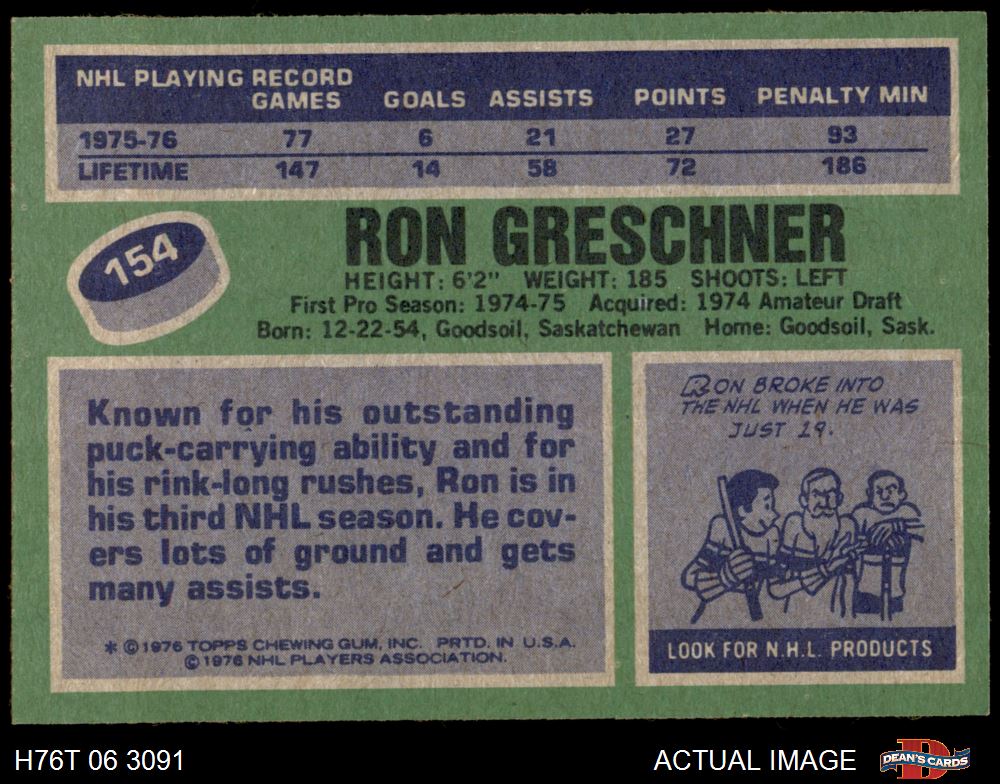 NHL PLAYING RECORD
GAMES GOALS ASSISTS POINTS PENALTY MIN
1975-76 77 6 21 27 93
LIFETIME 147 14 58 72 186
154
RON GRESCHNER
HEIGHT: 6'2" WEIGHT: 185 SHOOTS: LEFT
First Pro Season: 1974-75 Acquired: 1974 Amateur Draft
Born: 12-22-54, Goodsoil, Saskatchewan Home: Goodsoil, Sask.
Known for his outstanding
puck-carrying ability and for
his rink-long rushes, Ron is in
his third NHL season. He cov-
ers lots of ground and gets
many assists.
* ©1976 TOPPS CHEWING GUM, INC. PRTD. IN U.S.A.
©1976 NHL PLAYERS ASSOCIATION.
RON BROKE INTO
THE NHL WHEN HE WAS
JUST 19.
LOOK FOR N.H.L. PRODUCTS
H76T 06 3091 ACTUAL IMAGE
DEAN'S CARDS